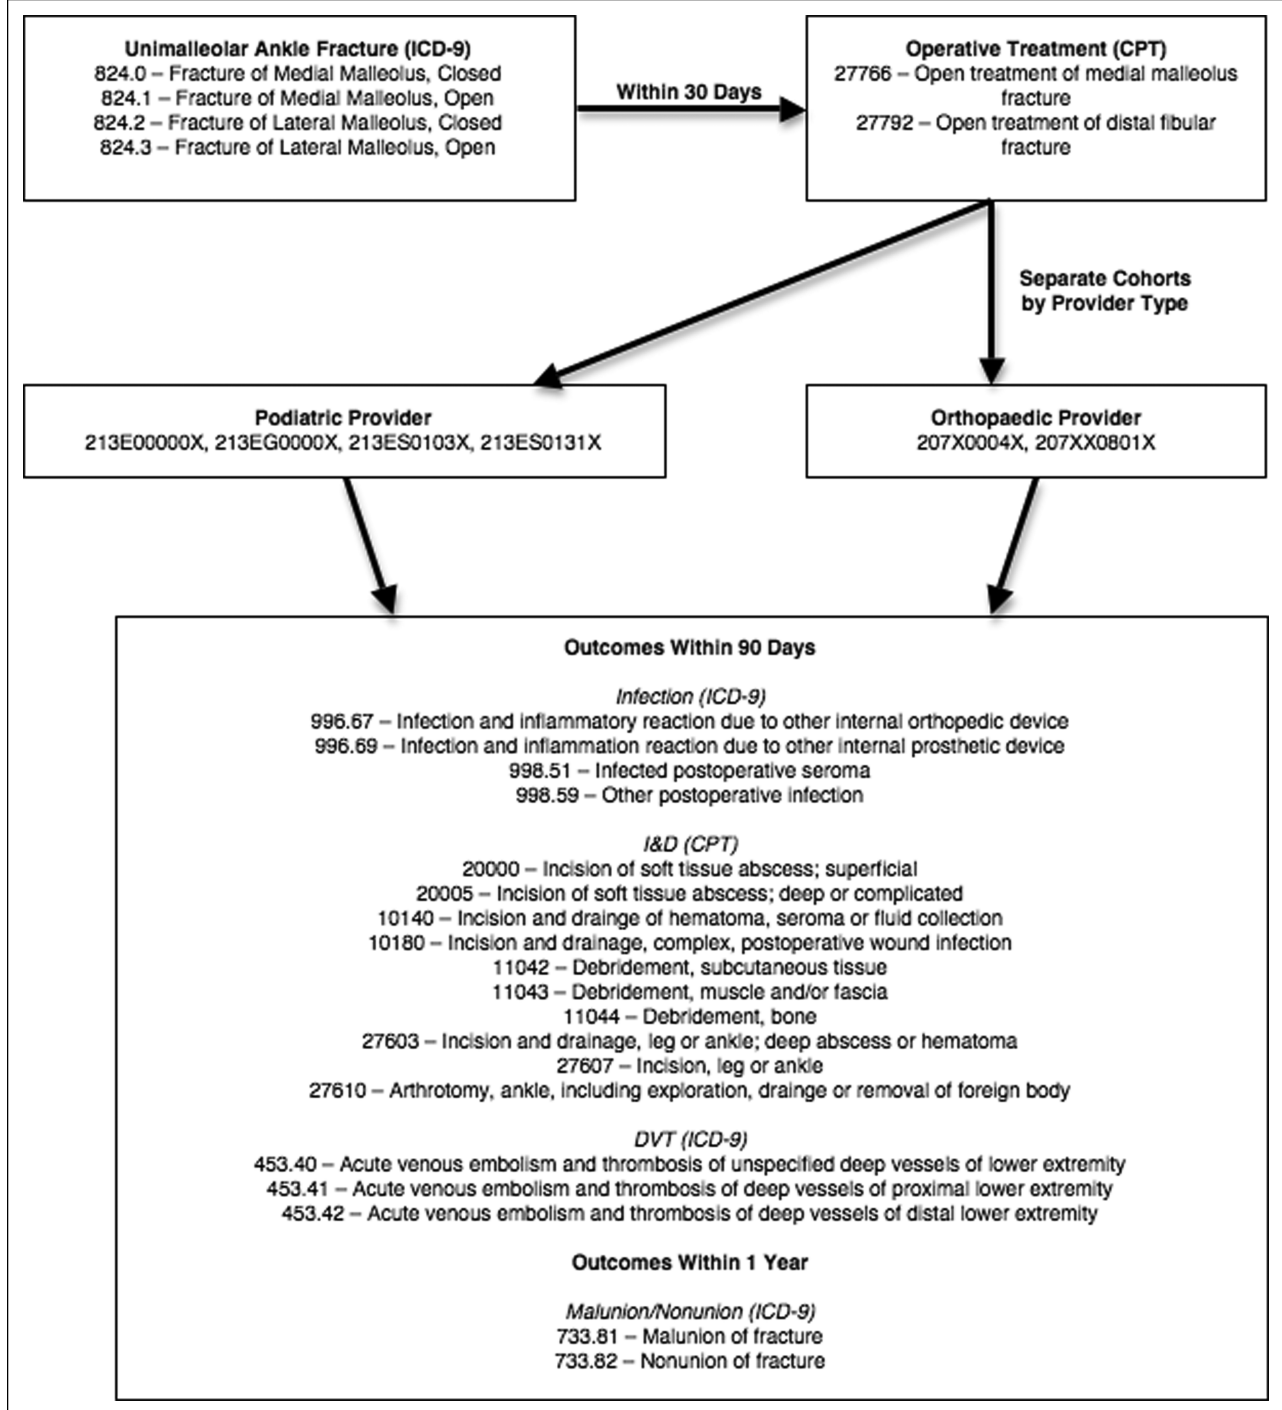 Unimalleolar Ankle Fracture (ICD-9)
824.0 – Fracture of Medial Malleolus, Closed
824.1 – Fracture of Medial Malleolus, Open
824.2 – Fracture of Lateral Malleolus, Closed
824.3 – Fracture of Lateral Malleolus, Open
Within 30 Days
Operative Treatment (CPT)
27766 – Open treatment of medial malleolus
fracture
27792 – Open treatment of distal fibular
fracture
Separate Cohorts
by Provider Type
Podiatric Provider
213E00000X, 213EG0000X, 213ES0103X, 213ES0131X
Orthopaedic Provider
207X0004X, 207XX0801X
Outcomes Within 90 Days
Infection (ICD-9)
996.67 – Infection and inflammatory reaction due to other internal orthopedic device
996.69 – Infection and inflammation reaction due to other internal prosthetic device
998.51 – Infected postoperative seroma
998.59 – Other postoperative infection
I&D (CPT)
20000 – Incision of soft tissue abscess; superficial
20005 – Incision of soft tissue abscess; deep or complicated
10140 – Incision and drainge of hematoma, seroma or fluid collection
10180 – Incision and drainage, complex, postoperative wound infection
11042 – Debridement, subcutaneous tissue
11043 – Debridement, muscle and/or fascia
11044 – Debridement, bone
27603 – Incision and drainage, leg or ankle; deep abscess or hematoma
27607 – Incision, leg or ankle
27610 – Arthrotomy, ankle, including exploration, drainge or removal of foreign body
DVT (ICD-9)
453.40 – Acute venous embolism and thrombosis of unspecified deep vessels of lower extremity
453.41 – Acute venous embolism and thrombosis of deep vessels of proximal lower extremity
453.42 – Acute venous embolism and thrombosis of deep vessels of distal lower extremity
Outcomes Within 1 Year
Malunion/Nonunion (ICD-9)
733.81 – Malunion of fracture
733.82 – Nonunion of fracture